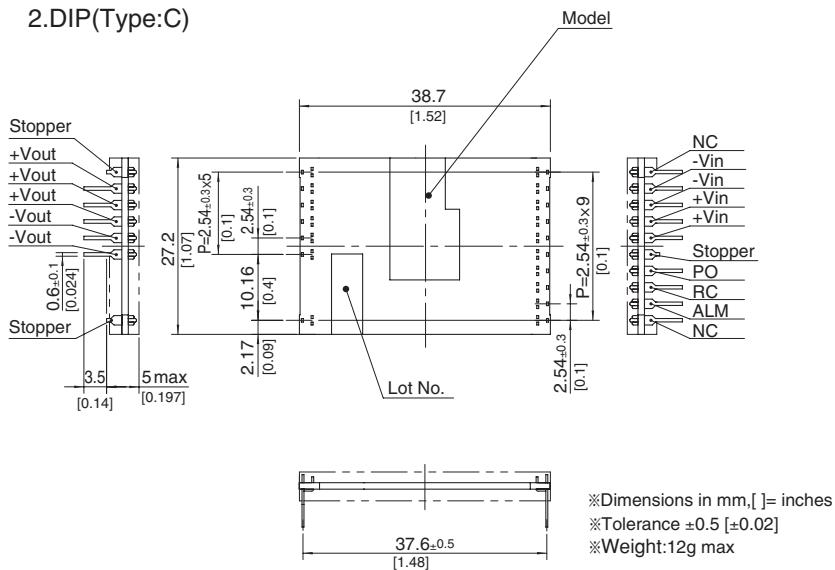 2.DIP(Type:C)
Model
38.7
[1.52]
Stopper
+Vout
+Vout
+Vout
-Vout
-Vout
Stopper
0.6±0.1
[0.024]
3.5
[0.14]
5 max
[0.197]
27.2
[1.07]
P=2.54±0.3x5
[0.1]
2.54±0.3
[0.1]
10.16
[0.4]
2.17
[0.09]
Lot No.
P=2.54±0.3×9
[0.1]
2.54±0.3
[0.1]
NC
-Vin
-Vin
+Vin
+Vin
Stopper
PO
RC
ALM
NC
37.6±0.5
[1.48]
※Dimensions in mm,[ ]= inches
※Tolerance ±0.5 [±0.02]
※Weight:12g max